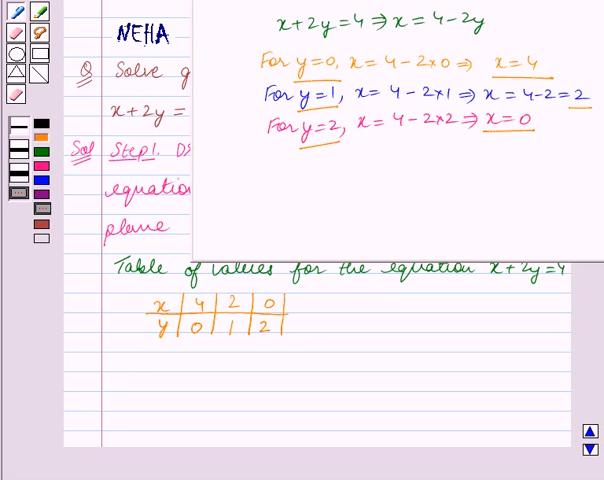 x+2y=4 ⇒ x = 4-2y
For y=0, x = 4-2×0 ⇒ x=4
For y=1, x = 4-2×1 ⇒ x = 4-2=2
For y=2, x = 4-2×2 ⇒ x=0
NEHA
Q Solve g
x+2y=
Sol Step1.
equation
plane
Table of values for the equation x+2y=4
x | 4 | 2 | 0
y | 0 | 1 | 2